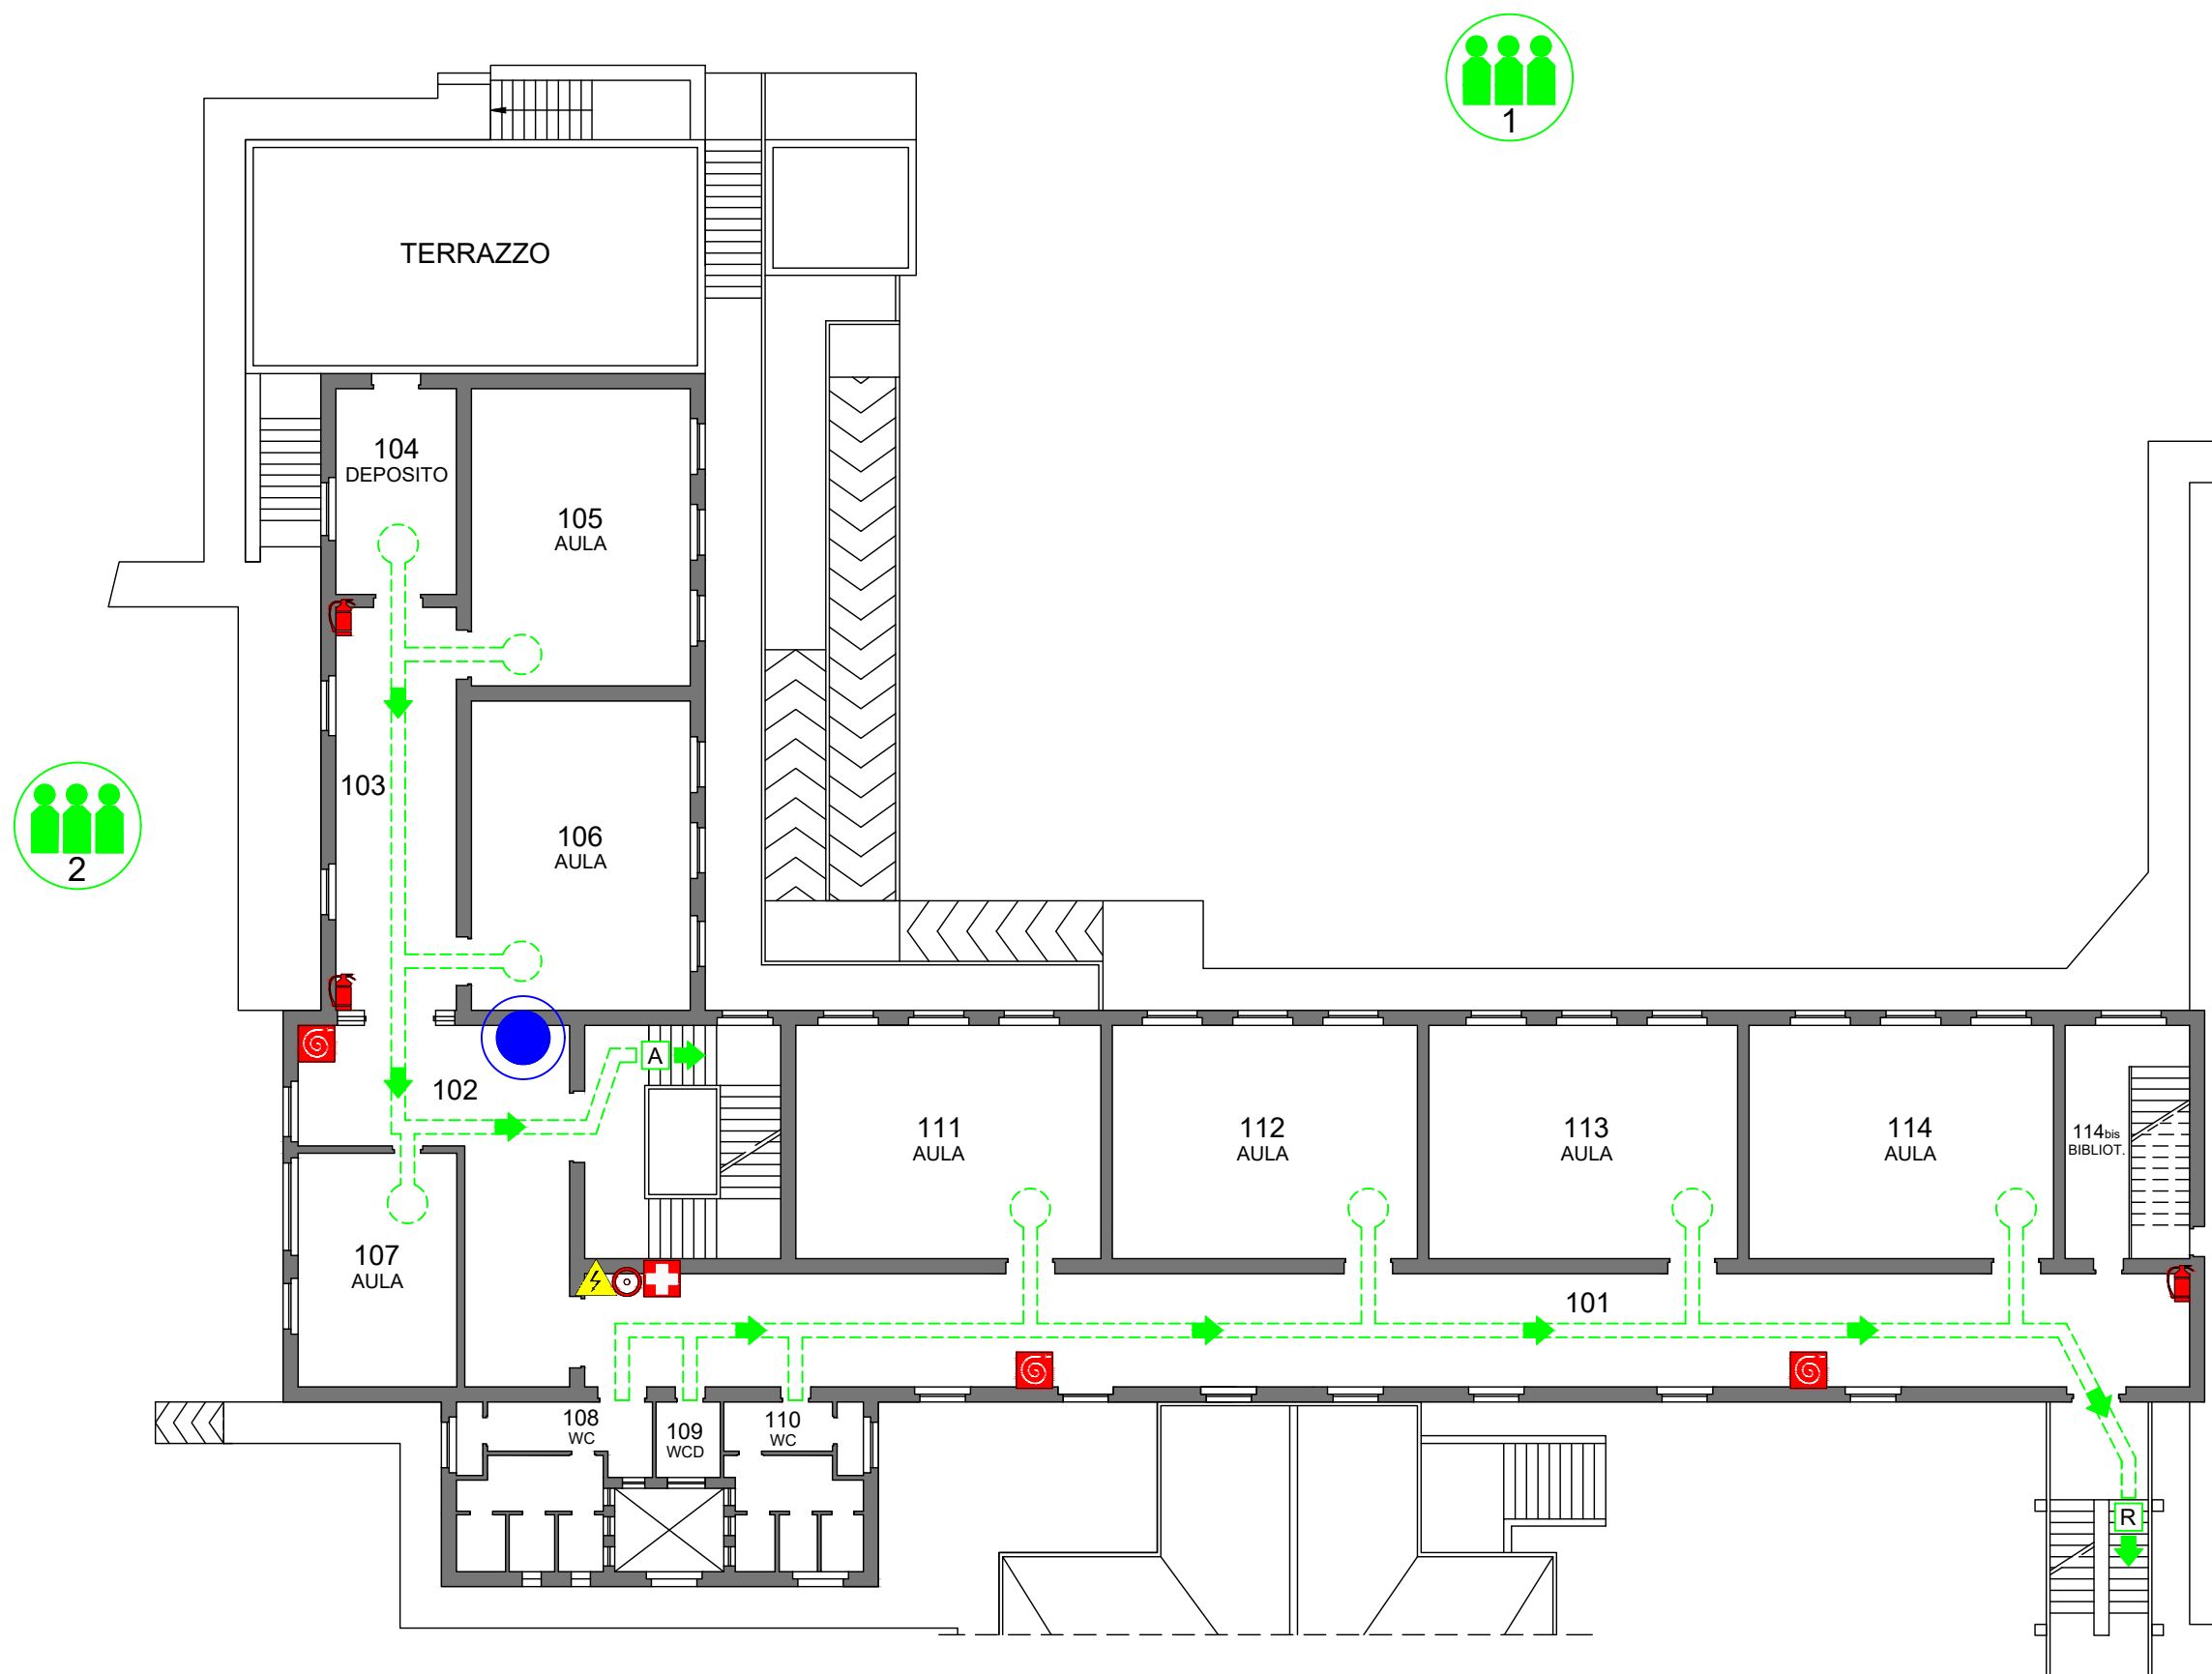 1
TERRAZZO
104
DEPOSITO
105
AULA
103
106
AULA
2
A
102
111
AULA
112
AULA
113
AULA
114
AULA
114bis
BIBLIOT.
107
AULA
101
108
WC
109
WCD
110
WC
R